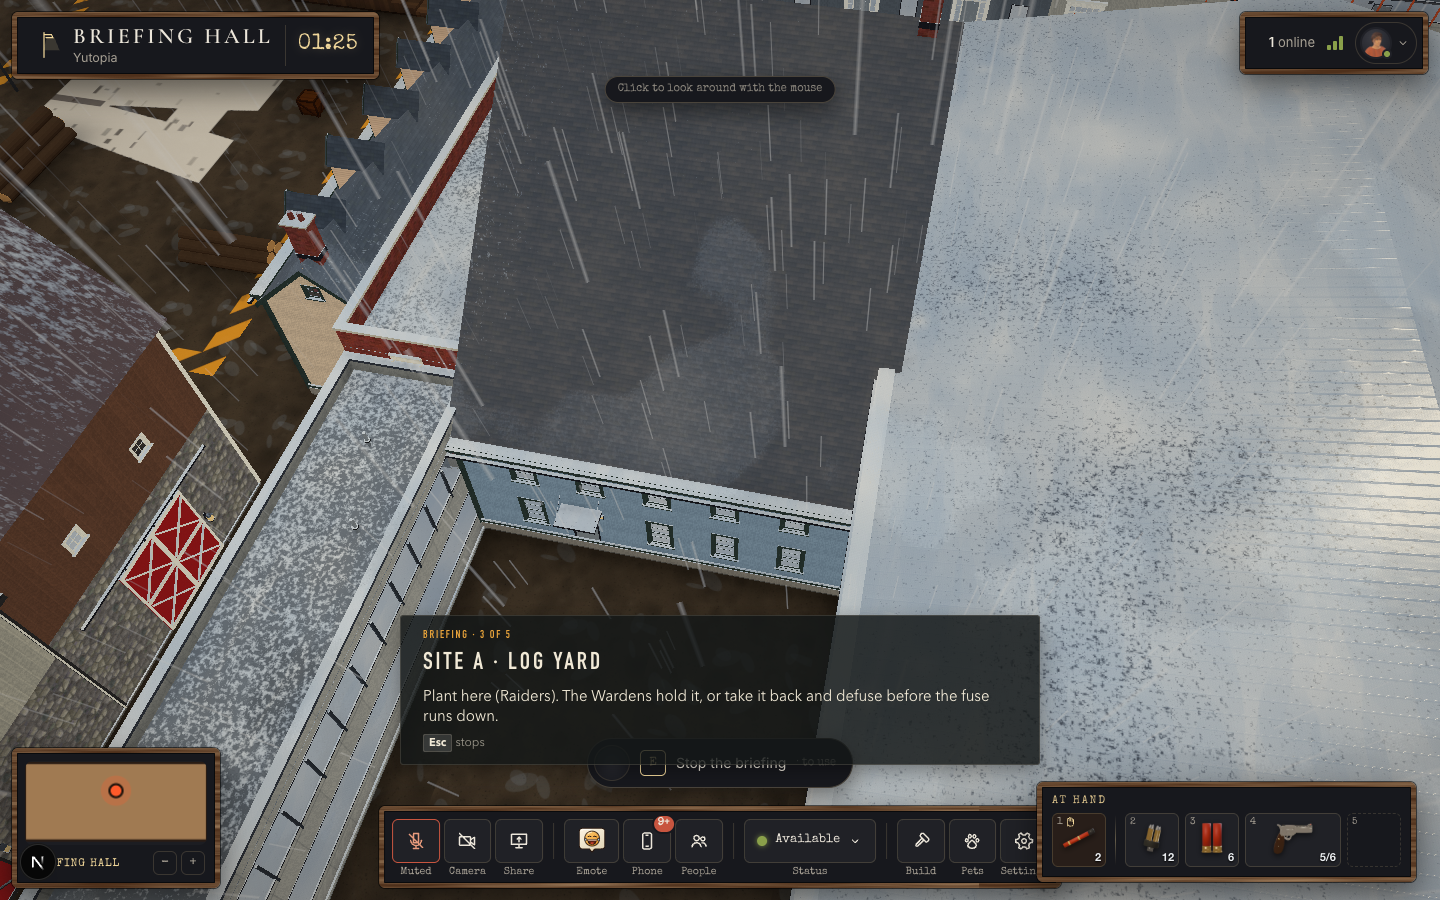 BRIEFING HALL
Yutopia
01:25
Click to look around with the mouse
1 online
BRIEFING · 3 OF 5
SITE A · LOG YARD
Plant here (Raiders). The Wardens hold it, or take it back and defuse before the fuse
runs down.
Esc stops
E Stop the briefing to use
N FING HALL
− +
9+
Available
Muted Camera Share Emote Phone People Status Build Pets Settin
AT HAND
1 2 3 4 5
2 12 6 5/6